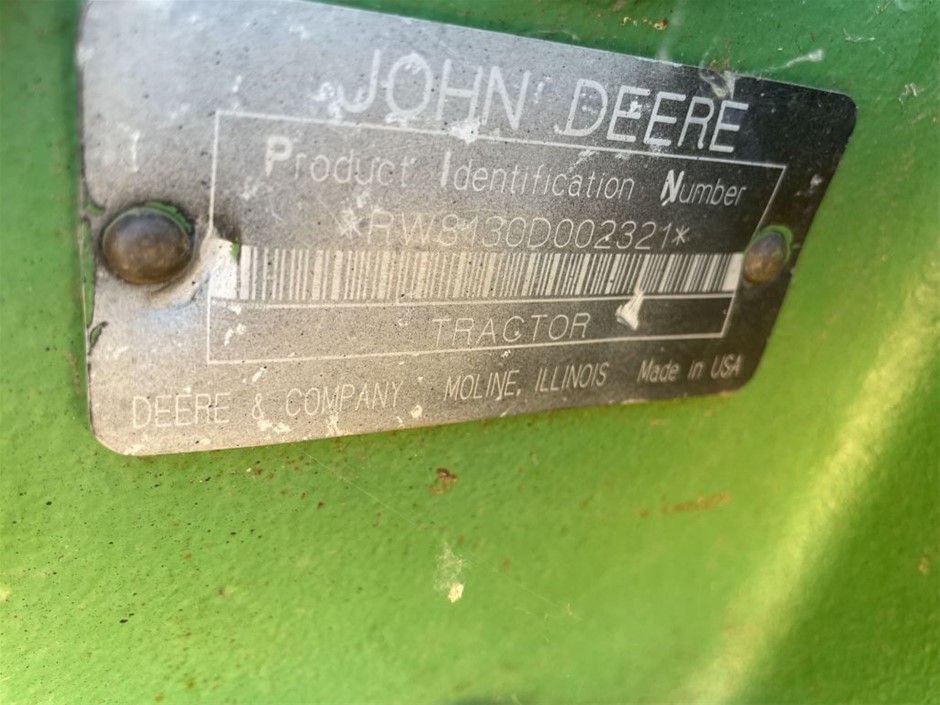 JOHN DEERE
Product Identification Number
*RW8130D002321*
TRACTOR
DEERE & COMPANY MOLINE, ILLINOIS Made in USA